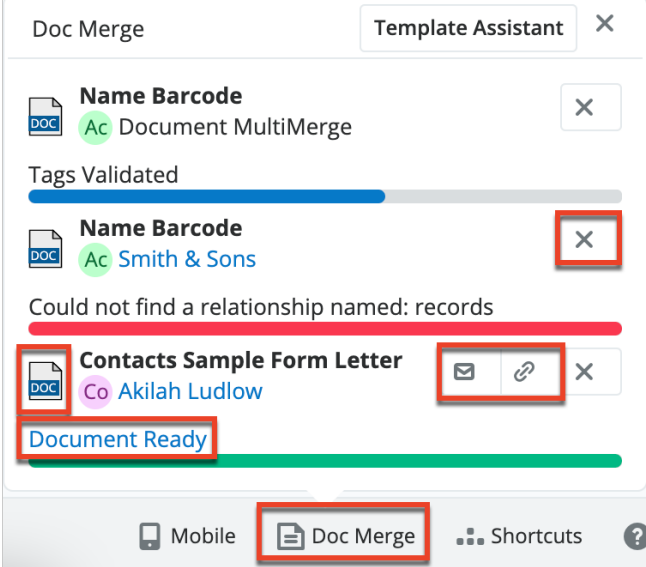 Doc Merge
Template Assistant
DOC
Name Barcode
Ac Document MultiMerge
Tags Validated
DOC
Name Barcode
Ac Smith & Sons
Could not find a relationship named: records
DOC
Contacts Sample Form Letter
Co Akilah Ludlow
Document Ready
Mobile
Doc Merge
Shortcuts
?